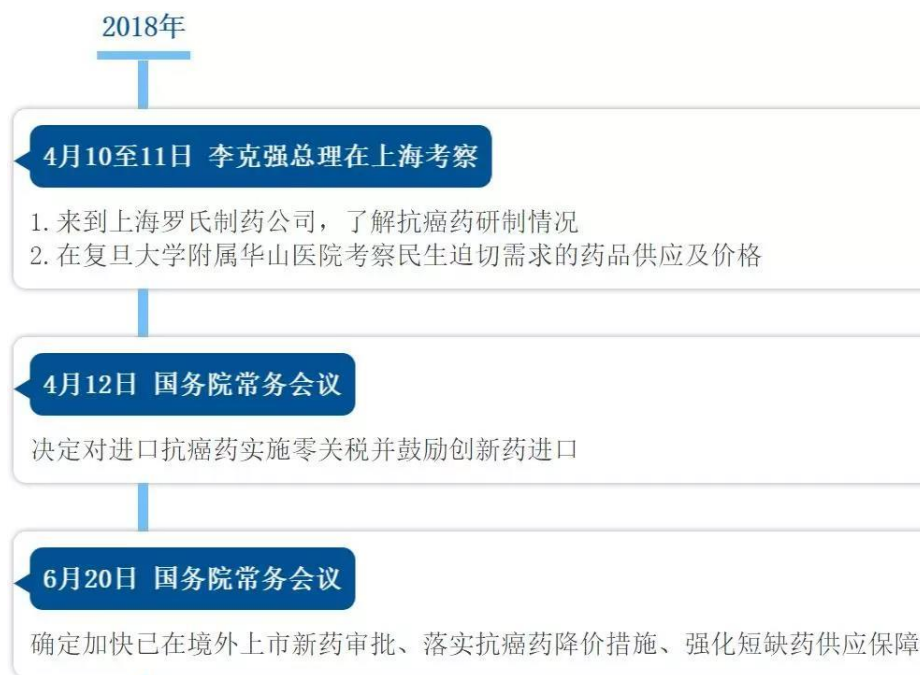 2018年
4月10至11日 李克强总理在上海考察
1.来到上海罗氏制药公司，了解抗癌药研制情况
2.在复旦大学附属华山医院考察民生迫切需求的药品供应及价格
4月12日 国务院常务会议
决定对进口抗癌药实施零关税并鼓励创新药进口
6月20日 国务院常务会议
确定加快已在境外上市新药审批、落实抗癌药降价措施、强化短缺药供应保障